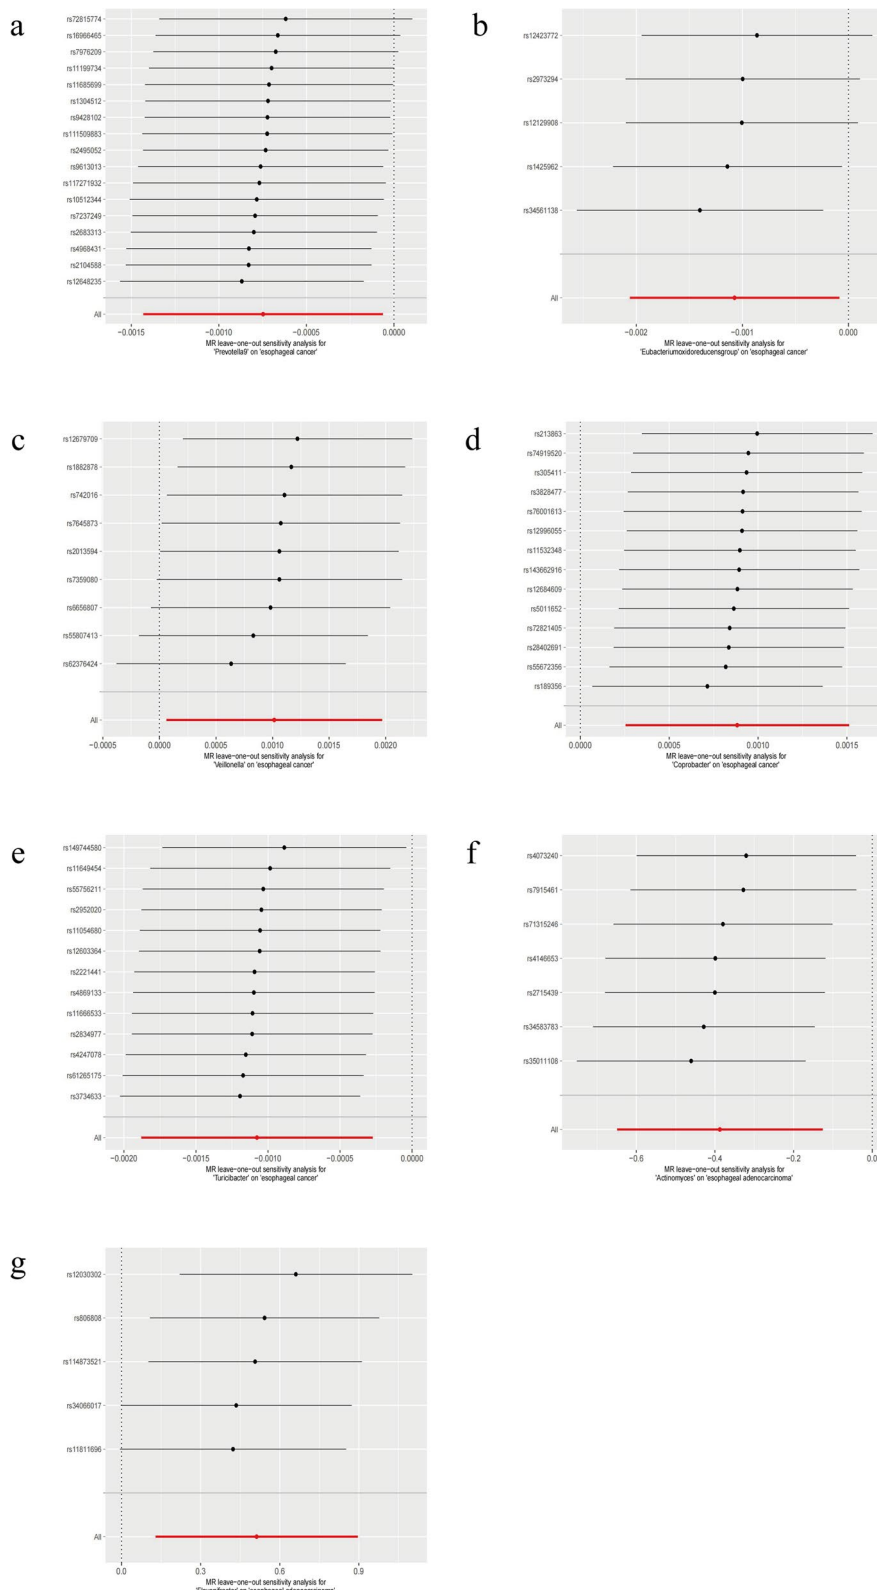 a
rs72815774
rs16966465
rs7976209
rs11199734
rs11685699
rs1304512
rs9428102
rs111509883
rs2495052
rs9613013
rs117271932
rs10512344
rs7237249
rs2683313
rs4968431
rs2104588
rs12648235
All
−0.0015 −0.0010 −0.0005 0.0000
MR leave−one−out sensitivity analysis for
'Prevotella9' on 'esophageal cancer'
b
rs12423772
rs2973294
rs12129908
rs1425962
rs34561138
All
−0.002 −0.001 0.000
MR leave−one−out sensitivity analysis for
'Eubacteriumoxidoreducensgroup' on 'esophageal cancer'
c
rs12679709
rs1882878
rs742016
rs7645873
rs2013594
rs7359080
rs6656807
rs55807413
rs62376424
All
−0.0005 0.0000 0.0005 0.0010 0.0015 0.0020
MR leave−one−out sensitivity analysis for
'Veillonella' on 'esophageal cancer'
d
rs213863
rs74919520
rs305411
rs3828477
rs76001613
rs12996055
rs11532348
rs143662916
rs12684609
rs5011652
rs72821405
rs28402691
rs55672356
rs189356
All
0.0000 0.0005 0.0010 0.0015
MR leave−one−out sensitivity analysis for
'Coprobacter' on 'esophageal cancer'
e
rs149744580
rs11649454
rs55756211
rs2952020
rs11054680
rs12603364
rs2221441
rs4869133
rs11666533
rs2834977
rs4247078
rs61265175
rs3734633
All
−0.0020 −0.0015 −0.0010 −0.0005 0.0000
MR leave−one−out sensitivity analysis for
'Turicibacter' on 'esophageal cancer'
f
rs4073240
rs7915461
rs71315246
rs4146653
rs2715439
rs34583783
rs35011108
All
−0.6 −0.4 −0.2 0.0
MR leave−one−out sensitivity analysis for
'Actinomyces' on 'esophageal adenocarcinoma'
g
rs12030302
rs806808
rs114873521
rs34066017
rs11811696
All
0.0 0.3 0.6 0.9
MR leave−one−out sensitivity analysis for
on 'esophageal adenocarcinoma'